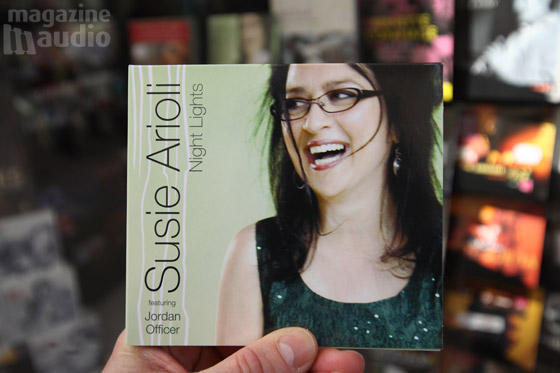 magazine
m audio
Susie Arioli
Night Lights
featuring
Jordan
Officer